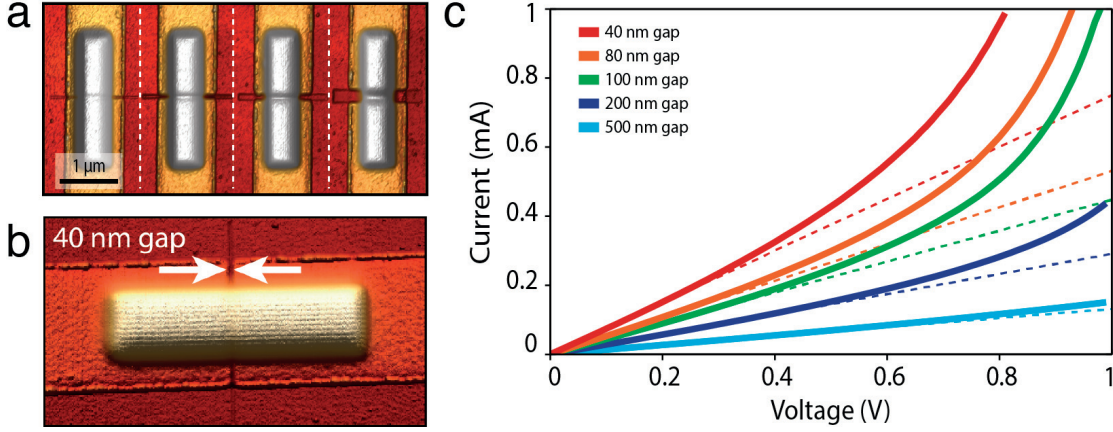 a
1 µm
b
40 nm gap
c
Current (mA)
1
0.8
0.6
0.4
0.2
0
40 nm gap
80 nm gap
100 nm gap
200 nm gap
500 nm gap
0
0.2
0.4
0.6
0.8
1
Voltage (V)